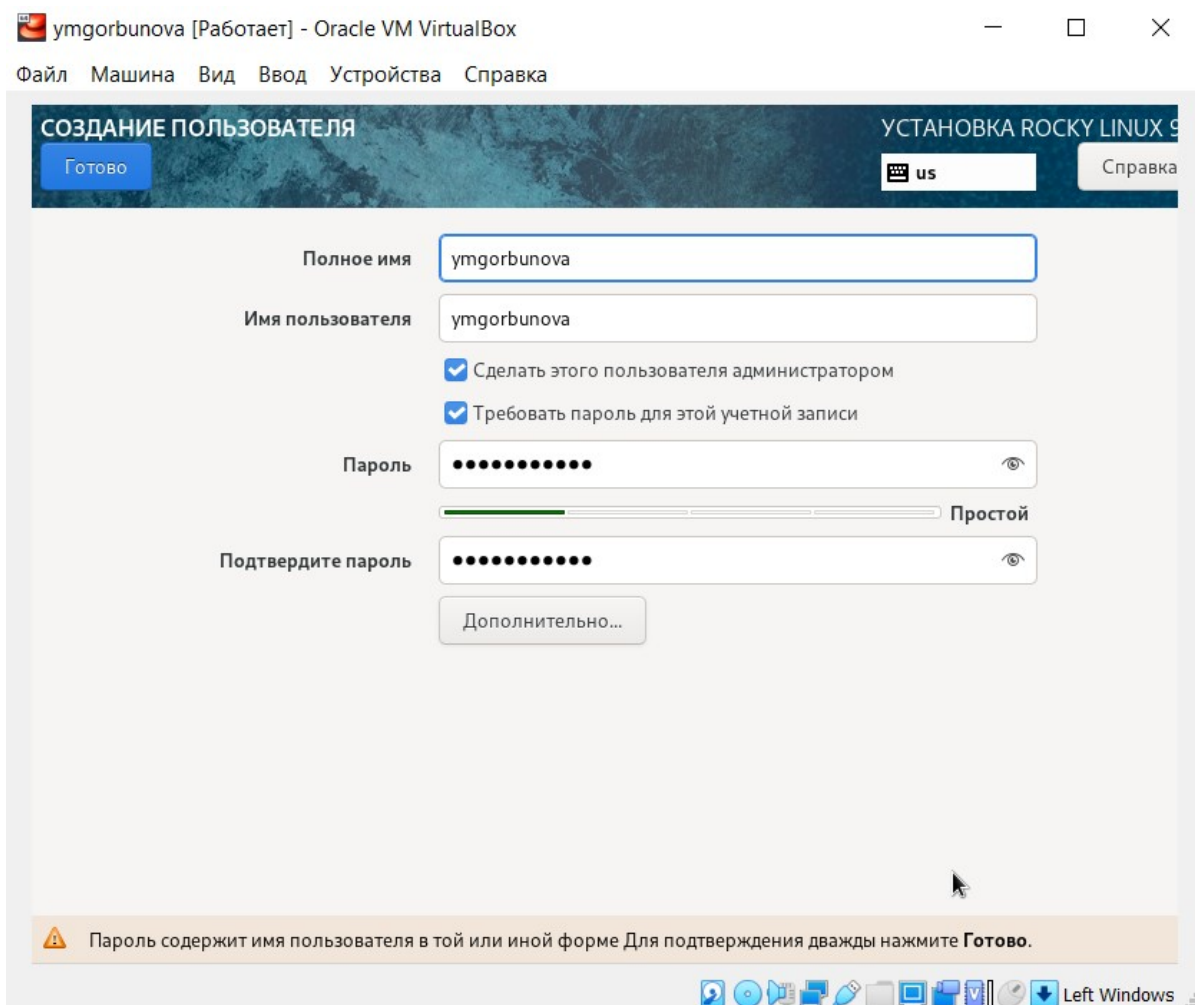 ymgorbunova [Работает] - Oracle VM VirtualBox
Файл Машина Вид Ввод Устройства Справка
СОЗДАНИЕ ПОЛЬЗОВАТЕЛЯ
УСТАНОВКА ROCKY LINUX 9
Готово
us
Справка
Полное имя
ymgorbunova
Имя пользователя
ymgorbunova
Сделать этого пользователя администратором
Требовать пароль для этой учетной записи
Пароль
●●●●●●●●●●●
Простой
Подтвердите пароль
●●●●●●●●●●●
Дополнительно...
Пароль содержит имя пользователя в той или иной форме Для подтверждения дважды нажмите Готово.
Left Windows